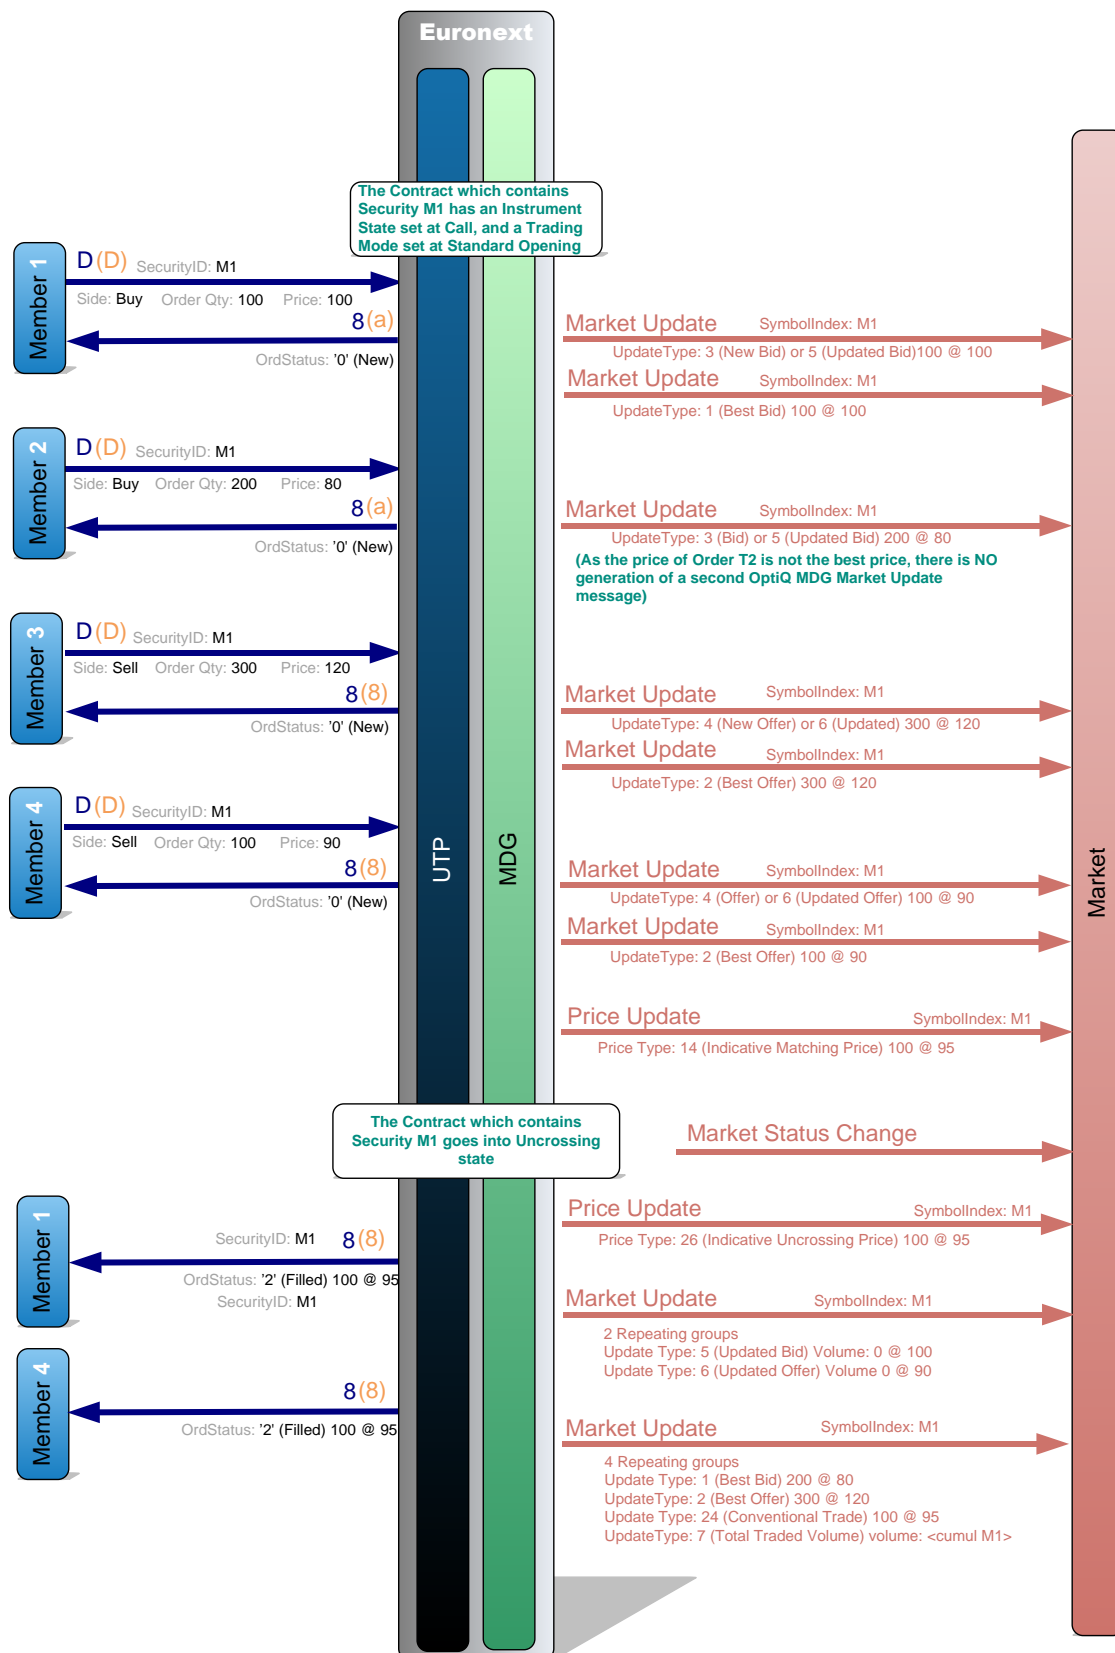 Euronext
The Contract which contains
Security M1 has an Instrument
State set at Call, and a Trading
Mode set at Standard Opening
Member 1
D(D) SecurityID: M1
Side: Buy Order Qty: 100 Price: 100
8(a)
OrdStatus: '0' (New)
Market Update SymbolIndex: M1
UpdateType: 3 (New Bid) or 5 (Updated Bid)100 @ 100
Market Update SymbolIndex: M1
UpdateType: 1 (Best Bid) 100 @ 100
Member 2
D(D) SecurityID: M1
Side: Buy Order Qty: 200 Price: 80
8(a)
OrdStatus: '0' (New)
Market Update SymbolIndex: M1
UpdateType: 3 (Bid) or 5 (Updated Bid) 200 @ 80
(As the price of Order T2 is not the best price, there is NO
generation of a second OptiQ MDG Market Update
message)
Member 3
D(D) SecurityID: M1
Side: Sell Order Qty: 300 Price: 120
8(8)
OrdStatus: '0' (New)
Market Update SymbolIndex: M1
UpdateType: 4 (New Offer) or 6 (Updated) 300 @ 120
Market Update SymbolIndex: M1
UpdateType: 2 (Best Offer) 300 @ 120
Member 4
D(D) SecurityID: M1
Side: Sell Order Qty: 100 Price: 90
8(8)
OrdStatus: '0' (New)
UTP
MDG
Market
Market Update SymbolIndex: M1
UpdateType: 4 (Offer) or 6 (Updated Offer) 100 @ 90
Market Update SymbolIndex: M1
UpdateType: 2 (Best Offer) 100 @ 90
Price Update SymbolIndex: M1
Price Type: 14 (Indicative Matching Price) 100 @ 95
The Contract which contains
Security M1 goes into Uncrossing
state
Market Status Change
Member 1
SecurityID: M1 8(8)
OrdStatus: '2' (Filled) 100 @ 95
SecurityID: M1
Price Update SymbolIndex: M1
Price Type: 26 (Indicative Uncrossing Price) 100 @ 95
Market Update SymbolIndex: M1
2 Repeating groups
Update Type: 5 (Updated Bid) Volume: 0 @ 100
Update Type: 6 (Updated Offer) Volume 0 @ 90
Member 4
8(8)
OrdStatus: '2' (Filled) 100 @ 95
Market Update SymbolIndex: M1
4 Repeating groups
Update Type: 1 (Best Bid) 200 @ 80
UpdateType: 2 (Best Offer) 300 @ 120
Update Type: 24 (Conventional Trade) 100 @ 95
UpdateType: 7 (Total Traded Volume) volume: <cumul M1>